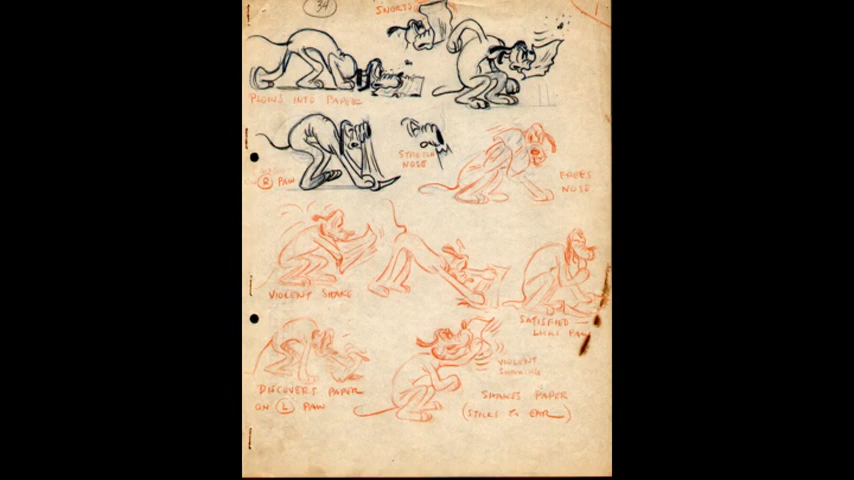 34
SNORTS
PLOWS INTO PAPER
STRETCH
NOSE
FREES
NOSE
R PAW
VIOLENT SHAKE
SATISFIED —
LICKS PAW
DISCOVERS PAPER
ON L PAW
VIOLENT
SHAKING
SHAKES PAPER
(STICKS TO EAR)